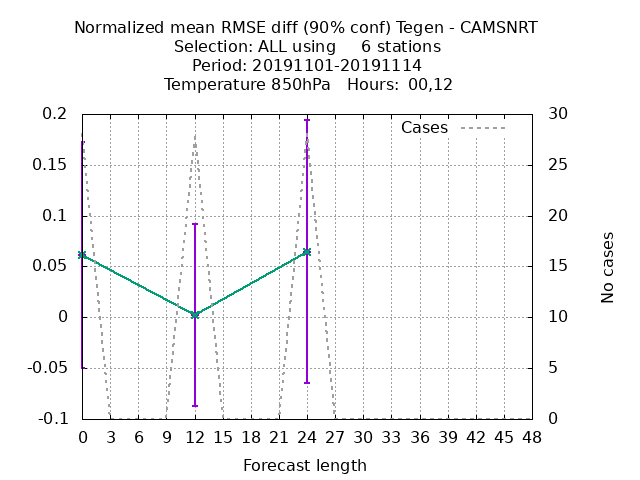 Normalized mean RMSE diff (90% conf) Tegen - CAMSNRT
Selection: ALL using     6 stations
Period: 20191101-20191114
Temperature 850hPa   Hours:  00,12
Cases
0.2
0.15
0.1
0.05
0
-0.05
-0.1
30
25
20
15
10
5
0
No cases
0 3 6 9 12 15 18 21 24 27 30 33 36 39 42 45 48
Forecast length